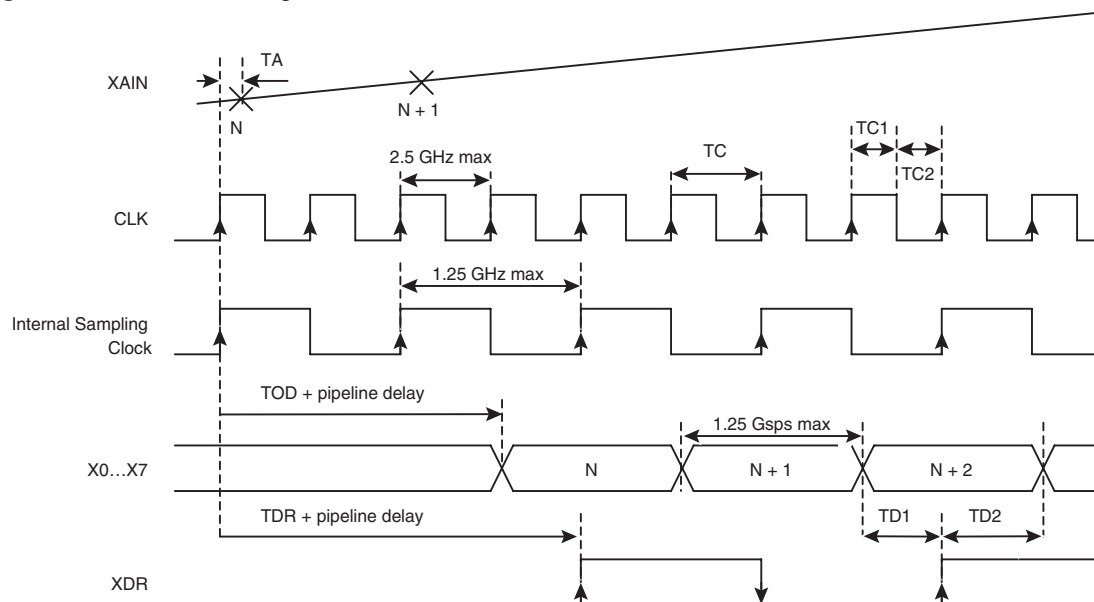 TA
XAIN
N
N + 1
TC1
2.5 GHz max
TC
TC2
CLK
1.25 GHz max
Internal Sampling
Clock
TOD + pipeline delay
1.25 Gsps max
X0…X7
N
N + 1
N + 2
TDR + pipeline delay
TD1
TD2
XDR